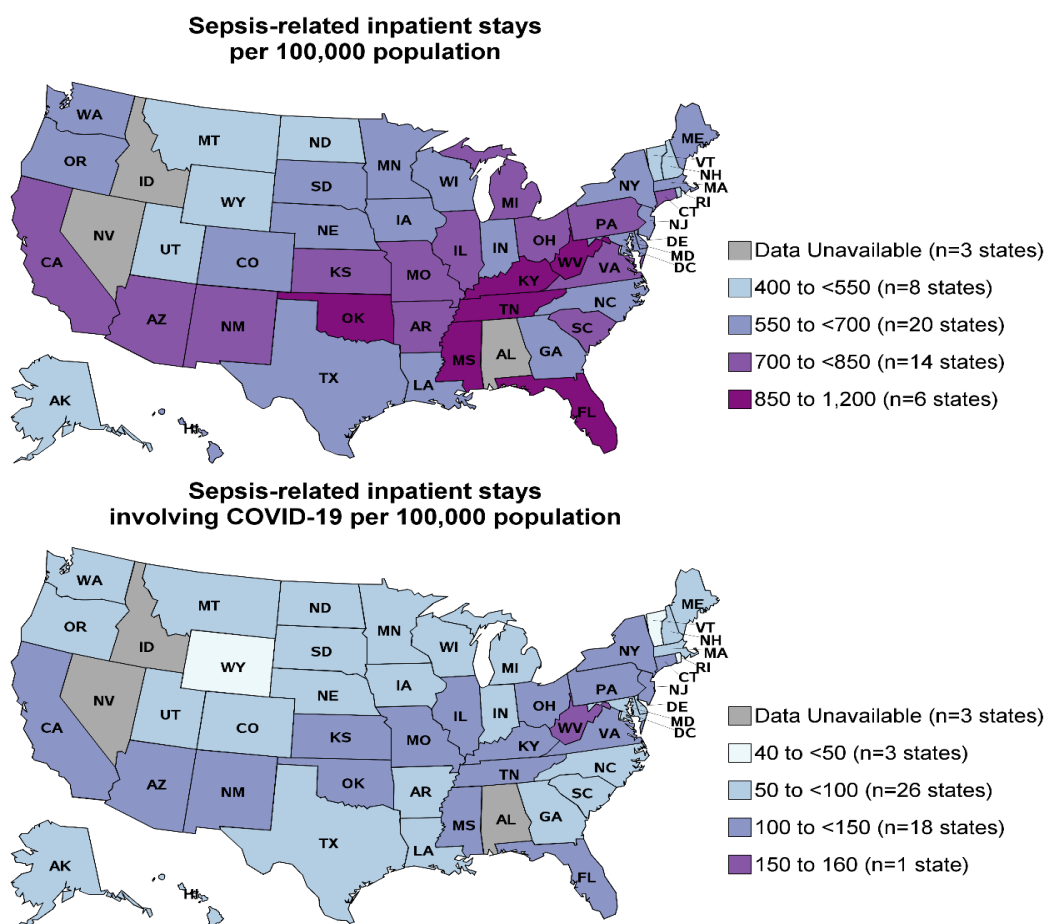 Sepsis-related inpatient stays
per 100,000 population
WA
MT
ND
MN
ME
VT
NH
MA
RI
CT
NJ
DE
MD
DC
OR
ID
WY
SD
WI
NY
MI
IA
PA
NE
NV
UT
CO
IL
IN
OH
WV
VA
CA
KS
MO
KY
NC
AZ
NM
OK
AR
TN
SC
MS
AL
GA
TX
LA
FL
AK
HI
Data Unavailable (n=3 states)
400 to <550 (n=8 states)
550 to <700 (n=20 states)
700 to <850 (n=14 states)
850 to 1,200 (n=6 states)
Sepsis-related inpatient stays
involving COVID-19 per 100,000 population
WA
MT
ND
MN
ME
VT
NH
MA
RI
CT
NJ
DE
MD
DC
OR
ID
WY
SD
WI
NY
MI
IA
PA
NE
NV
UT
CO
IL
IN
OH
WV
VA
CA
KS
MO
KY
NC
AZ
NM
OK
AR
TN
SC
MS
AL
GA
TX
LA
FL
AK
HI
Data Unavailable (n=3 states)
40 to <50 (n=3 states)
50 to <100 (n=26 states)
100 to <150 (n=18 states)
150 to 160 (n=1 state)